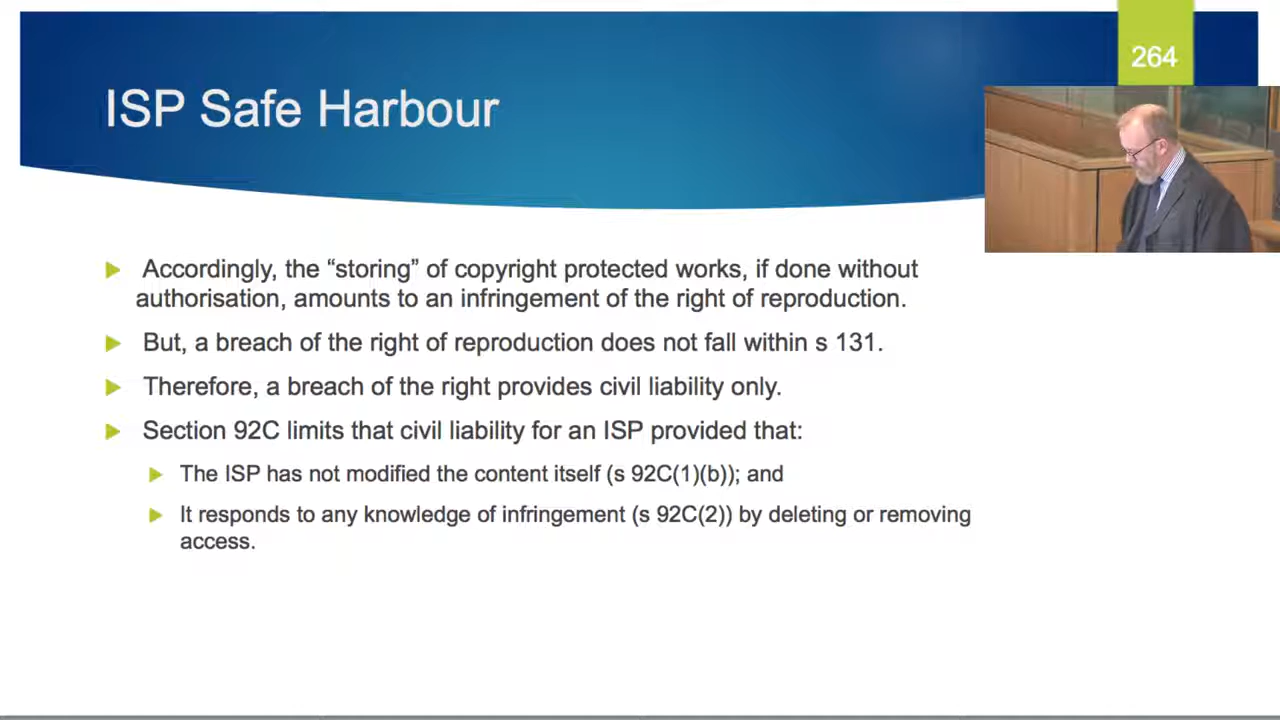 264
ISP Safe Harbour
Accordingly, the “storing” of copyright protected works, if done without
authorisation, amounts to an infringement of the right of reproduction.
But, a breach of the right of reproduction does not fall within s 131.
Therefore, a breach of the right provides civil liability only.
Section 92C limits that civil liability for an ISP provided that:
The ISP has not modified the content itself (s 92C(1)(b)); and
It responds to any knowledge of infringement (s 92C(2)) by deleting or removing
access.